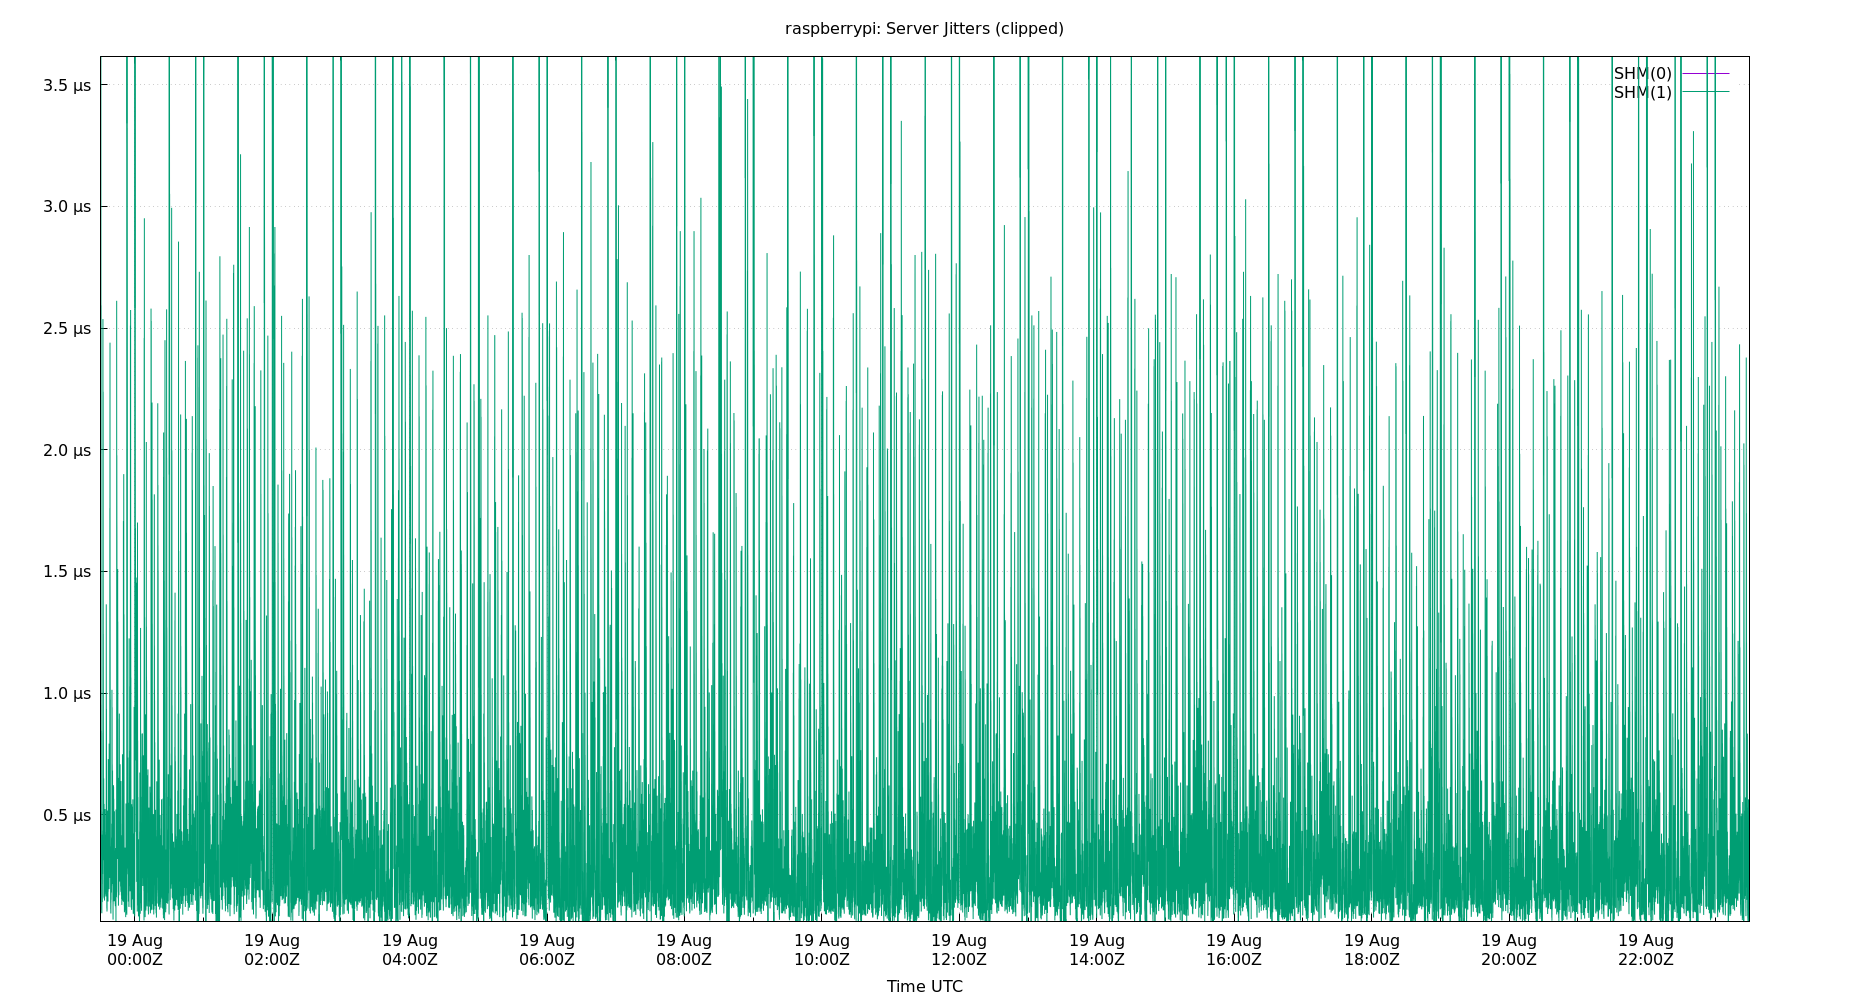 raspberrypi: Server Jitters (clipped)
SHM(0)
SHM(1)
3.5 µs
3.0 µs
2.5 µs
2.0 µs
1.5 µs
1.0 µs
0.5 µs
19 Aug 19 Aug 19 Aug 19 Aug 19 Aug 19 Aug 19 Aug 19 Aug 19 Aug 19 Aug 19 Aug 19 Aug
00:00Z 02:00Z 04:00Z 06:00Z 08:00Z 10:00Z 12:00Z 14:00Z 16:00Z 18:00Z 20:00Z 22:00Z
Time UTC